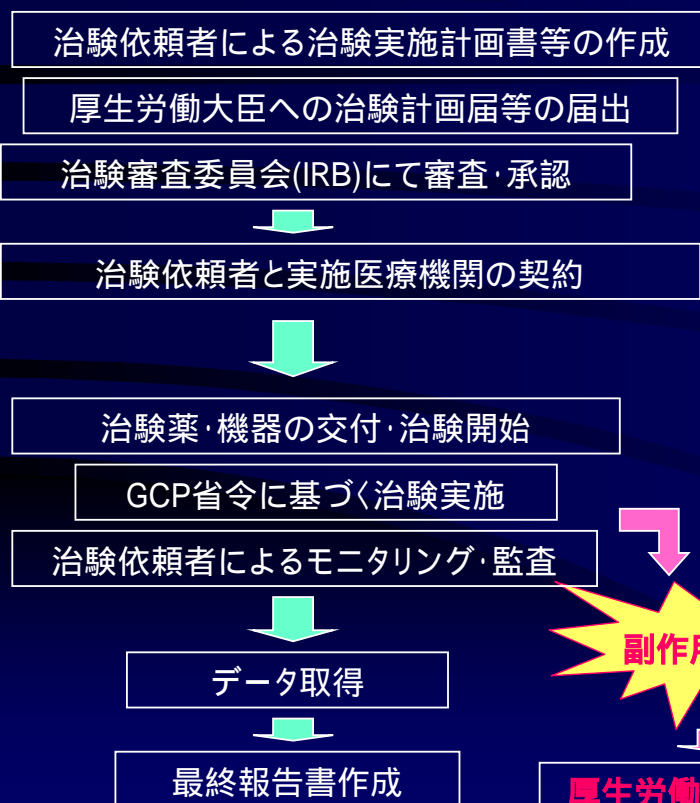 治験依頼者による治験実施計画書等の作成
厚生労働大臣への治験計画届等の届出
治験審査委員会(IRB)にて審査・承認
治験依頼者と実施医療機関の契約
治験薬・機器の交付・治験開始
GCP省令に基づく治験実施
治験依頼者によるモニタリング・監査
副作用
データ取得
最終報告書作成
厚生労働